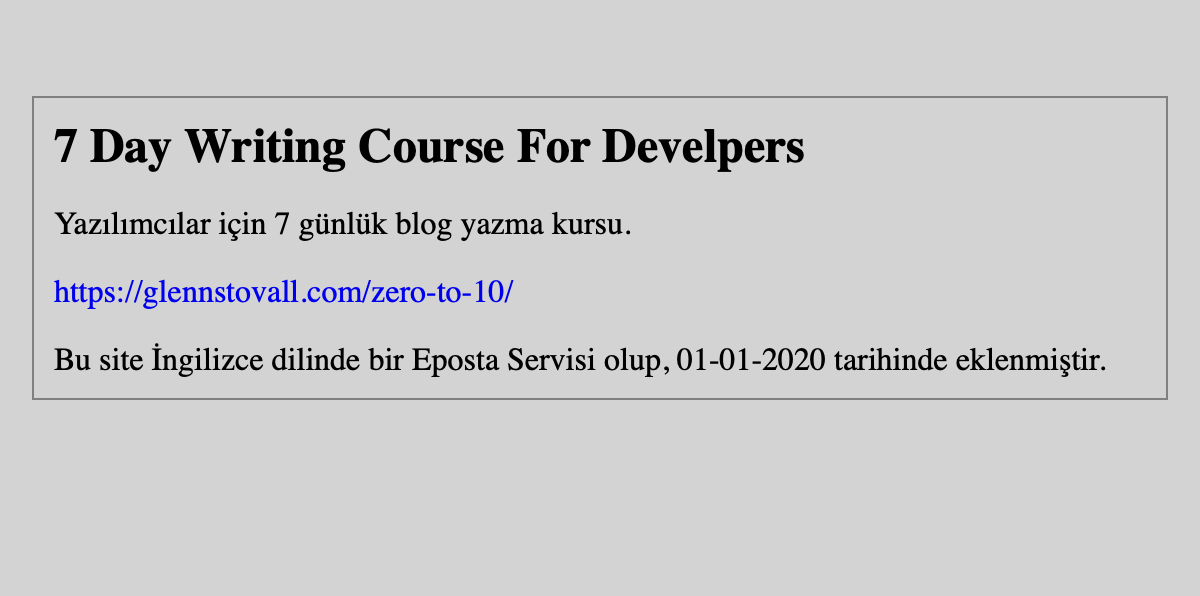 7 Day Writing Course For Develpers
Yazılımcılar için 7 günlük blog yazma kursu.
https://glennstovall.com/zero-to-10/
Bu site İngilizce dilinde bir Eposta Servisi olup, 01-01-2020 tarihinde eklenmiştir.